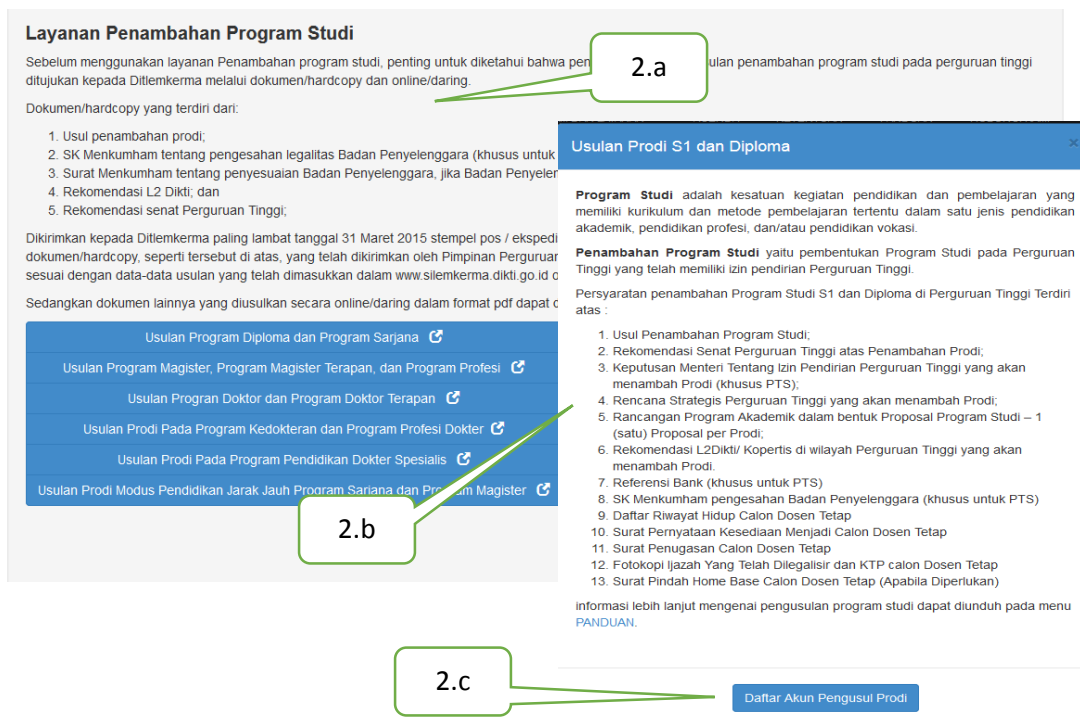 Layanan Penambahan Program Studi
Sebelum menggunakan layanan Penambahan program studi, penting untuk diketahui bahwa
ulan penambahan program studi pada perguruan tinggi
ditujukan kepada Ditlemkerma melalui dokumen/hardcopy dan online/daring.
Dokumen/hardcopy yang terdiri dari:
1. Usul penambahan prodi;
2. SK Menkumham tentang pengesahan legalitas Badan Penyelenggara (khusus untuk
3. Surat Menkumham tentang penyesuaian Badan Penyelenggara, jika Badan Penyelen
4. Rekomendasi L2 Dikti; dan
5. Rekomendasi senat Perguruan Tinggi;
Dikirimkan kepada Ditlemkerma paling lambat tanggal 31 Maret 2015 stempel pos / ekspedi
dokumen/hardcopy, seperti tersebut di atas, yang telah dikirimkan oleh Pimpinan Perguruan
sesuai dengan data-data usulan yang telah dimasukkan dalam www.silemkerma.dikti.go.id
Sedangkan dokumen lainnya yang diusulkan secara online/daring dalam format pdf dapat
Usulan Program Diploma dan Program Sarjana
Usulan Program Magister, Program Magister Terapan, dan Program Profesi
Usulan Progran Doktor dan Program Doktor Terapan
Usulan Prodi Pada Program Kedokteran dan Program Profesi Dokter
Usulan Prodi Pada Program Pendidikan Dokter Spesialis
Usulan Prodi Modus Pendidikan Jarak Jauh Program Sarjana dan Program Magister
2.a
2.b
2.c
Usulan Prodi S1 dan Diploma
×
Program Studi adalah kesatuan kegiatan pendidikan dan pembelajaran yang
memiliki kurikulum dan metode pembelajaran tertentu dalam satu jenis pendidikan
akademik, pendidikan profesi, dan/atau pendidikan vokasi.
Penambahan Program Studi yaitu pembentukan Program Studi pada Perguruan
Tinggi yang telah memiliki izin pendirian Perguruan Tinggi.
Persyaratan penambahan Program Studi S1 dan Diploma di Perguruan Tinggi Terdiri
atas :
1. Usul Penambahan Program Studi;
2. Rekomendasi Senat Perguruan Tinggi atas Penambahan Prodi;
3. Keputusan Menteri Tentang Izin Pendirian Perguruan Tinggi yang akan
menambah Prodi (khusus PTS);
4. Rencana Strategis Perguruan Tinggi yang akan menambah Prodi;
5. Rancangan Program Akademik dalam bentuk Proposal Program Studi – 1
(satu) Proposal per Prodi;
6. Rekomendasi L2Dikti/ Kopertis di wilayah Perguruan Tinggi yang akan
menambah Prodi.
7. Referensi Bank (khusus untuk PTS)
8. SK Menkumham pengesahan Badan Penyelenggara (khusus untuk PTS)
9. Daftar Riwayat Hidup Calon Dosen Tetap
10. Surat Pernyataan Kesediaan Menjadi Calon Dosen Tetap
11. Surat Penugasan Calon Dosen Tetap
12. Fotokopi Ijazah Yang Telah Dilegalisir dan KTP calon Dosen Tetap
13. Surat Pindah Home Base Calon Dosen Tetap (Apabila Diperlukan)
informasi lebih lanjut mengenai pengusulan program studi dapat diunduh pada menu
PANDUAN.
Daftar Akun Pengusul Prodi